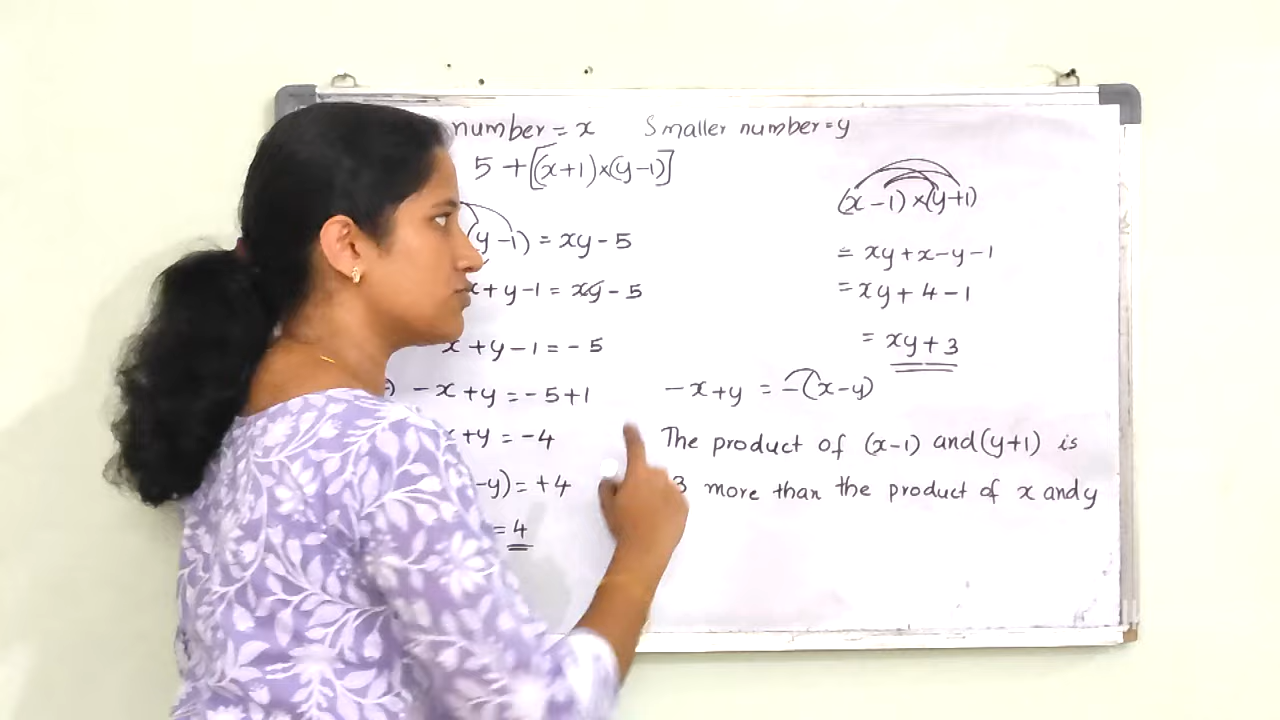 number = x Smaller number = y
5 + [(x+1)×(y-1)]
(y-1) = xy - 5
x + y - 1 = xy - 5
x + y - 1 = - 5
- x + y = - 5 + 1
x + y = - 4
-y) = + 4
= 4
(x - 1) × (y + 1)
= xy + x - y - 1
= xy + 4 - 1
= xy + 3
- x + y = - (x - y)
The product of (x-1) and (y+1) is
3 more than the product of x and y